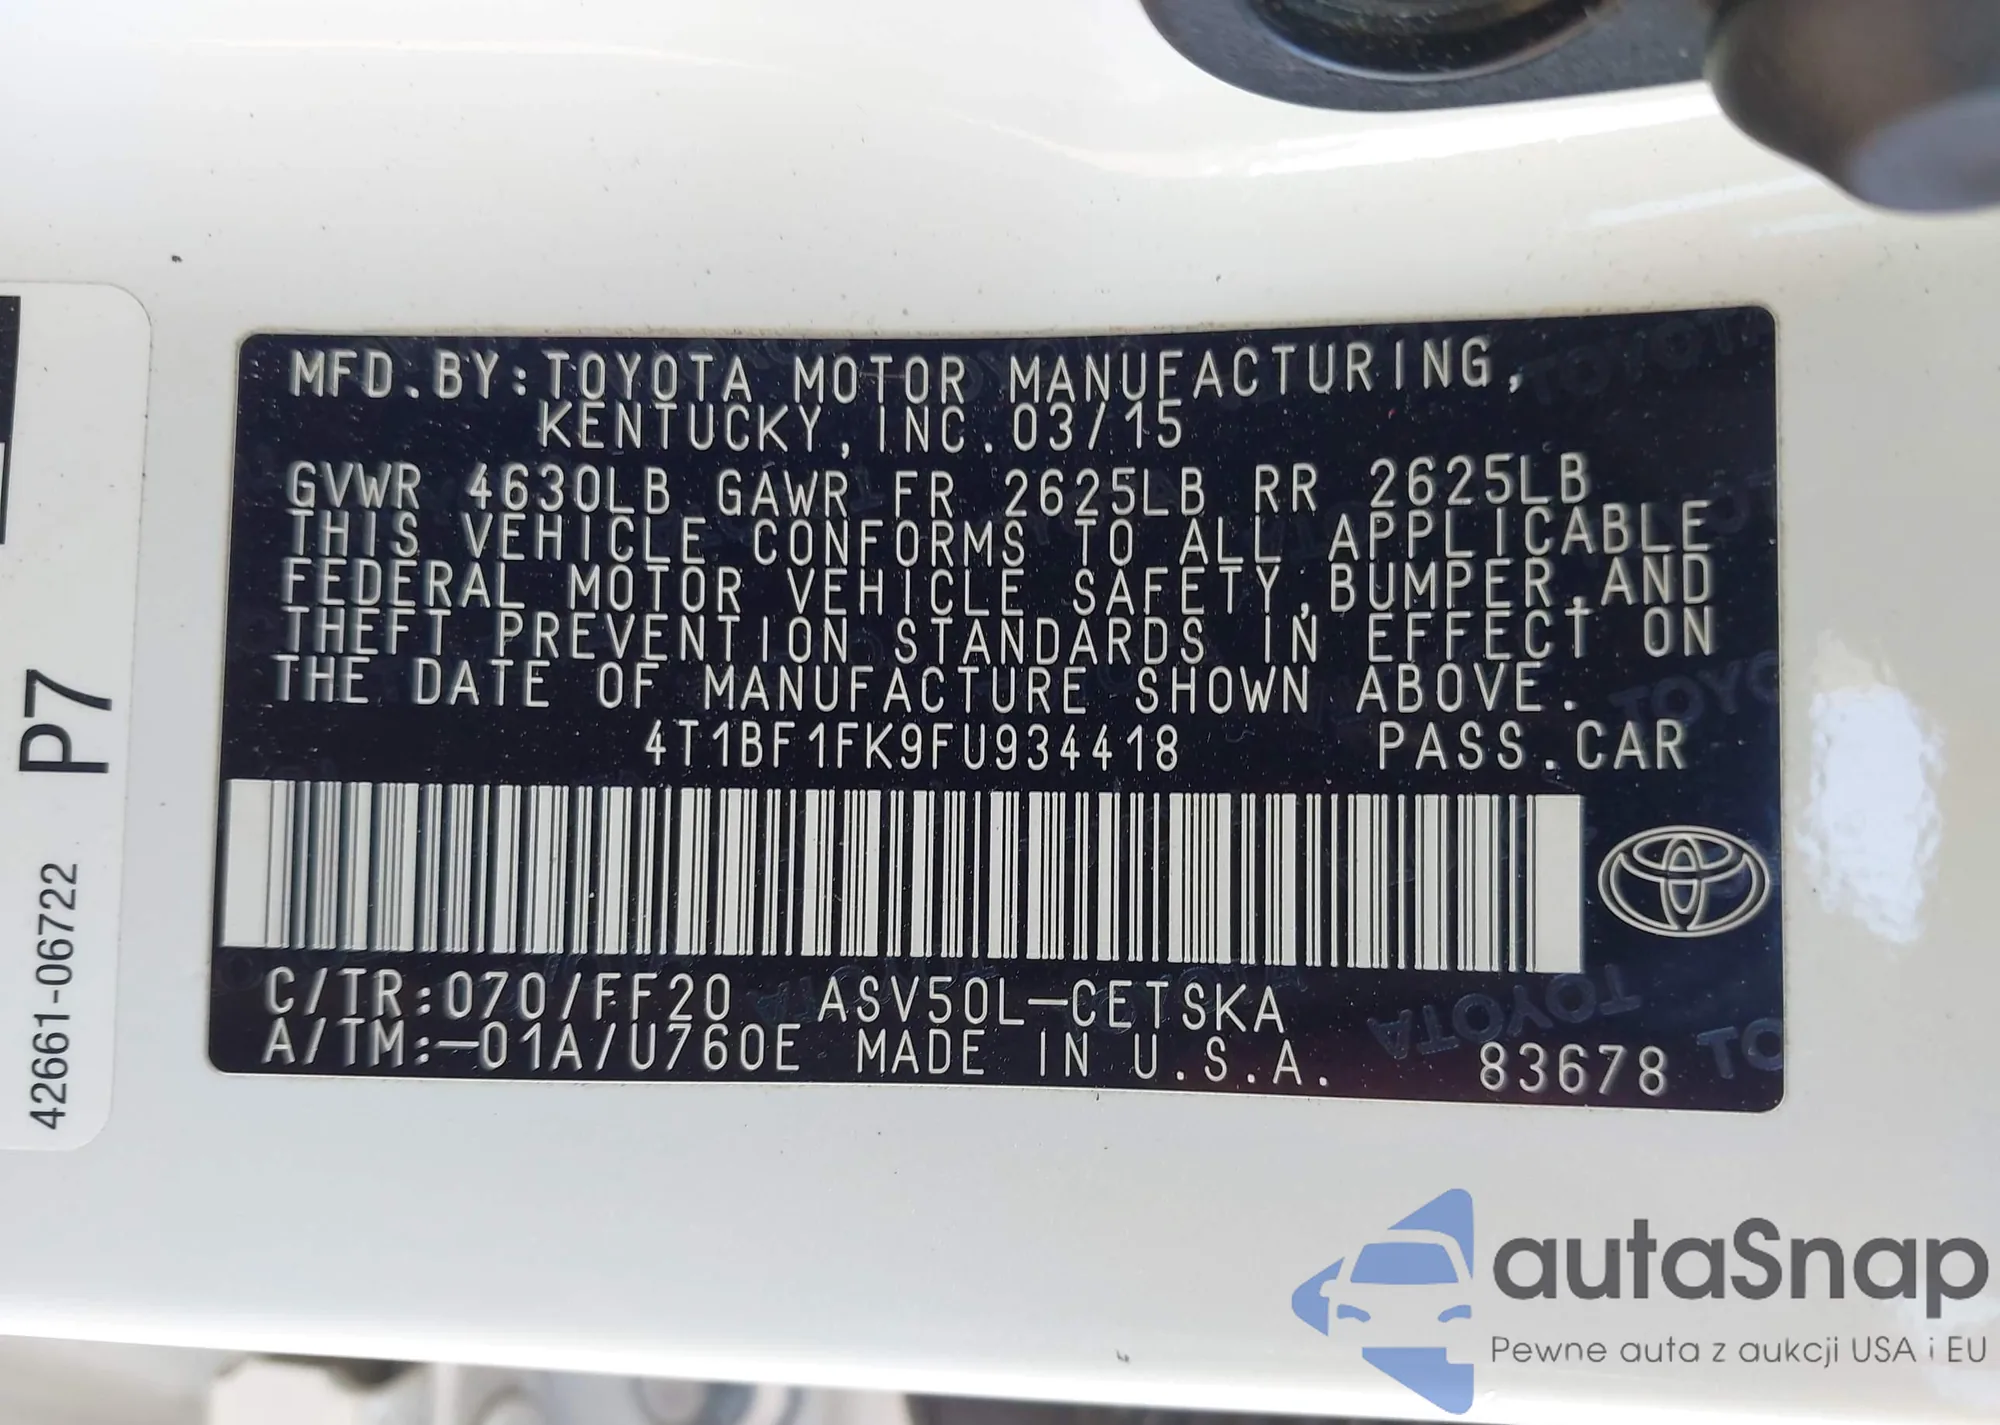 MFD.BY:TOYOTA MOTOR MANUFACTURING,
KENTUCKY, INC.03/15
GVWR 4630LB GAWR FR 2625LB RR 2625LB
THIS VEHICLE CONFORMS TO ALL APPLICABLE
FEDERAL MOTOR VEHICLE SAFETY,BUMPER,AND
THEFT PREVENTION STANDARDS IN EFFECT ON
THE DATE OF MANUFACTURE SHOWN ABOVE.
4T1BF1FK9FU934418 PASS.CAR
C/TR:070/FF20 ASV50L-CETSKA
A/TM:-01A/U760E MADE IN U.S.A. 83678
P7
42661-06722
autaSnap
Pewne auta z aukcji USA i EU